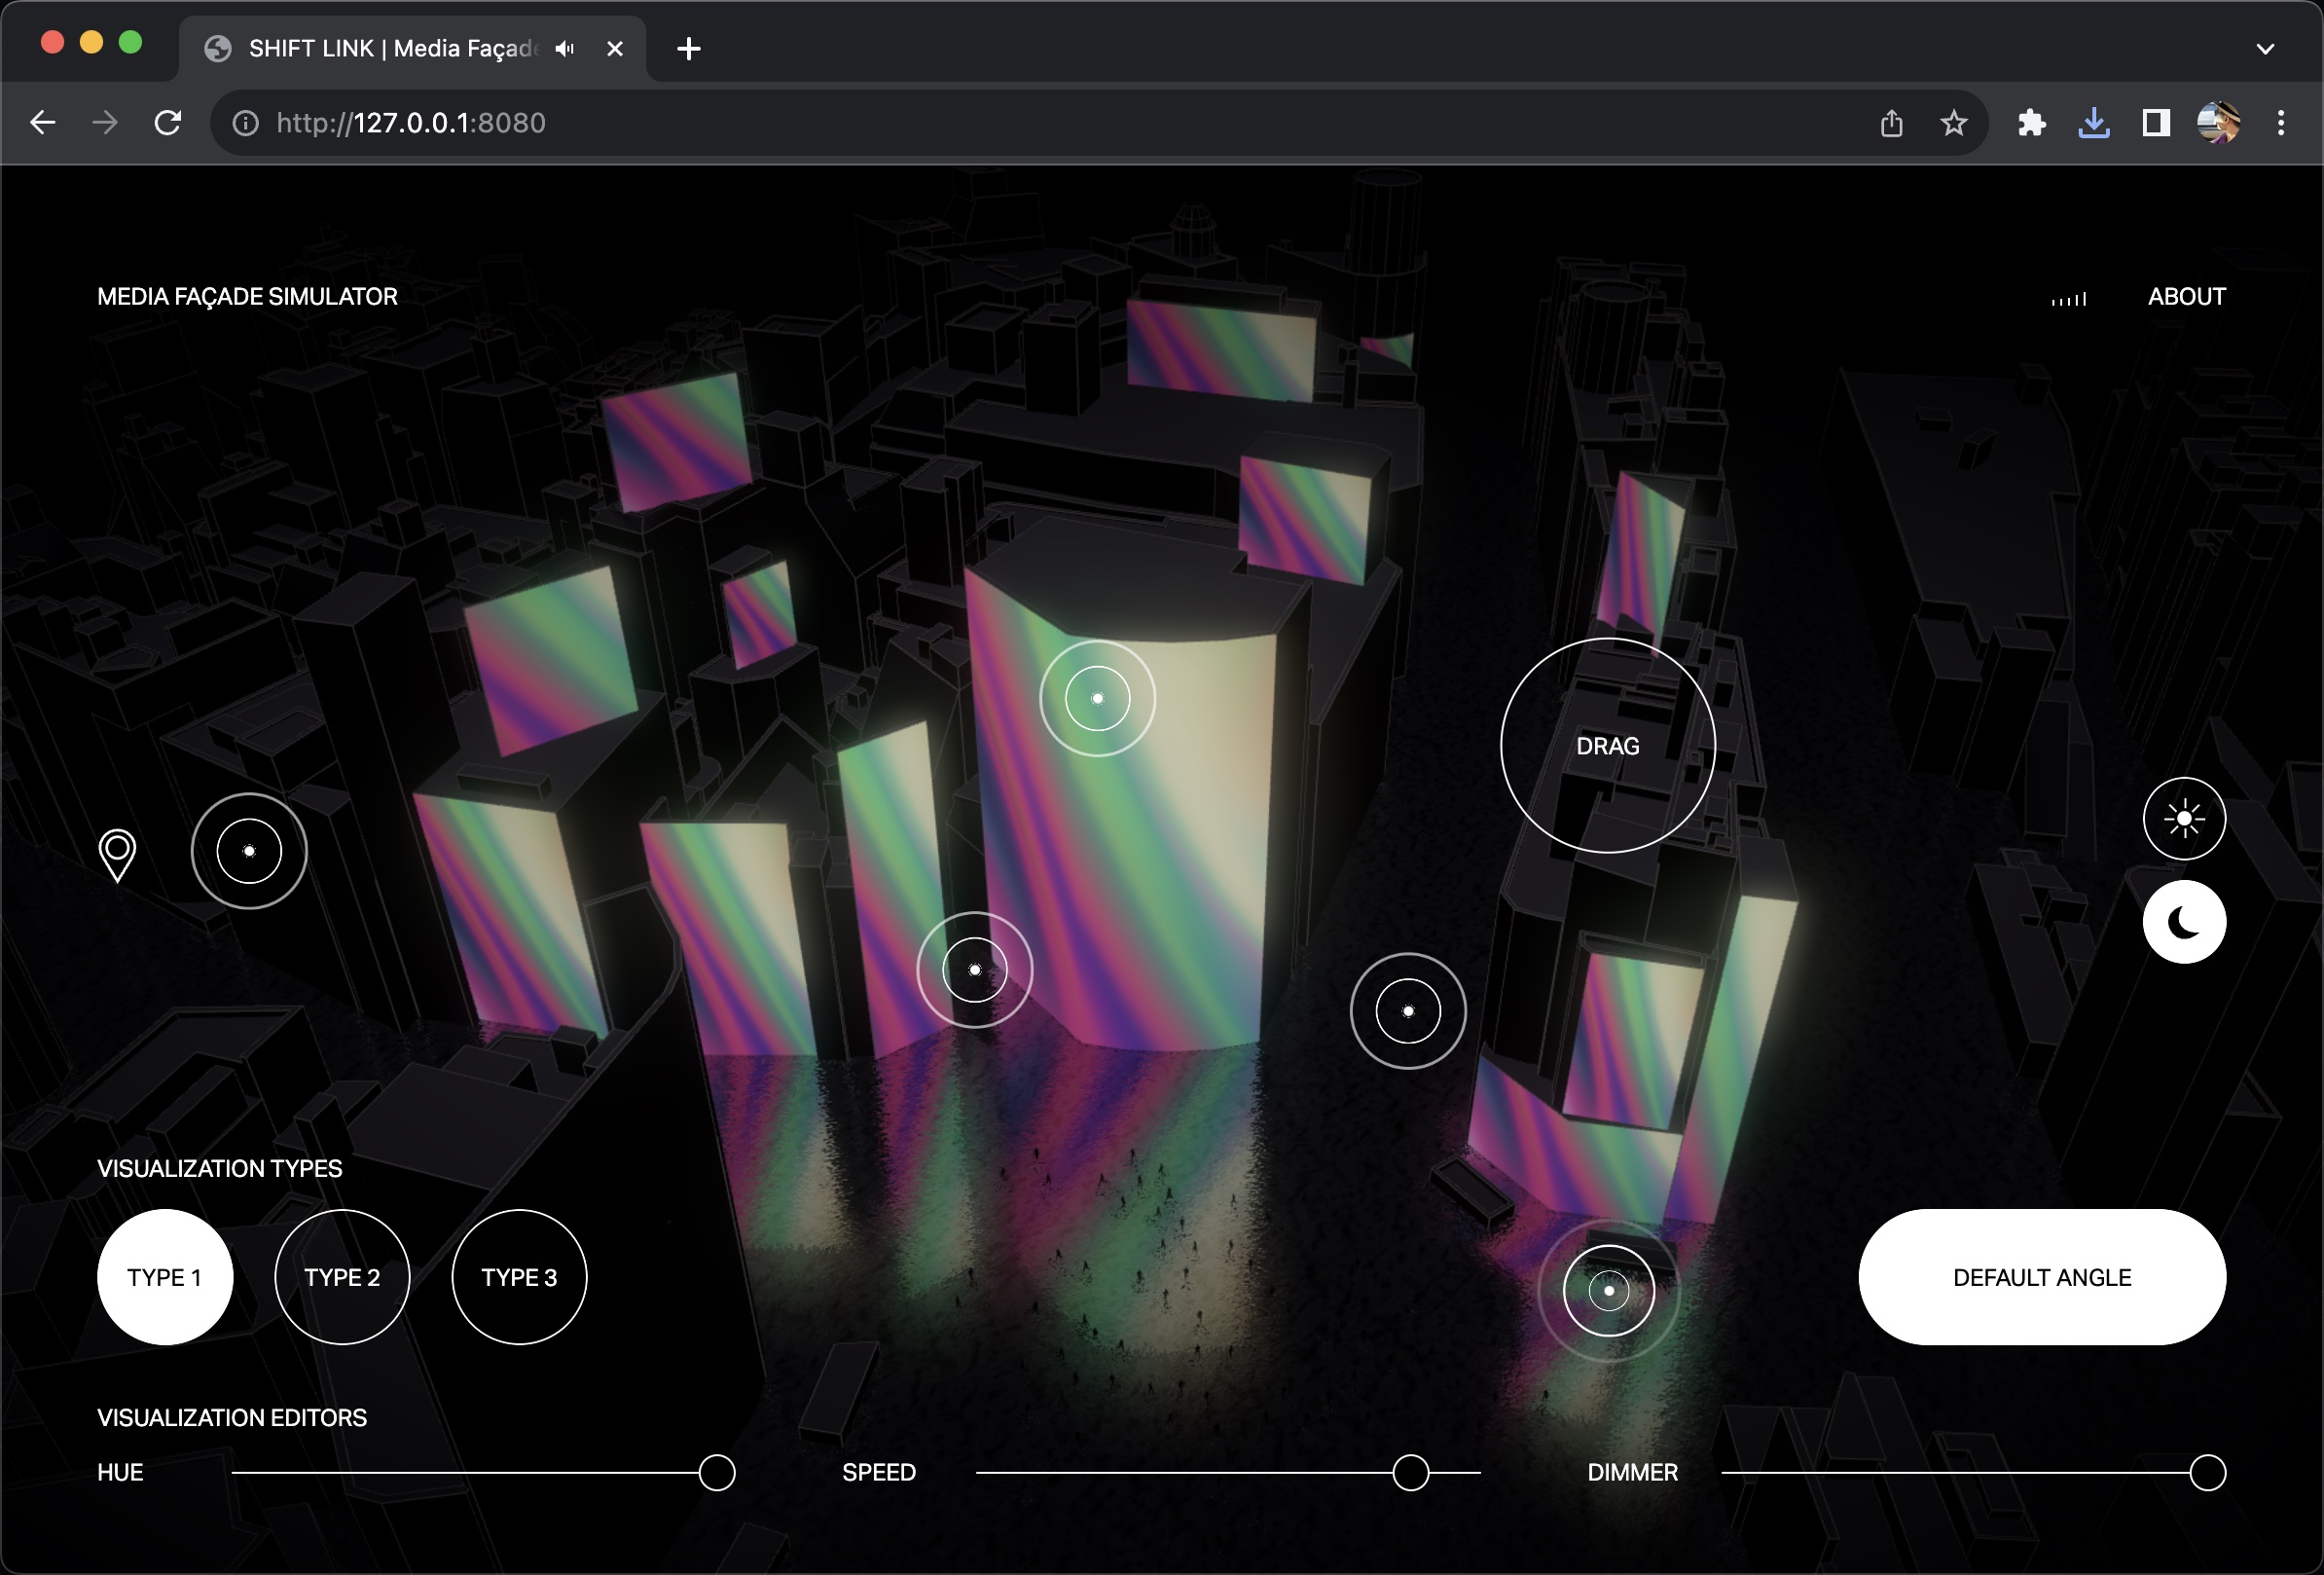 SHIFT LINK | Media Façade
http://127.0.0.1:8080
MEDIA FAÇADE SIMULATOR
ABOUT
DRAG
VISUALIZATION TYPES
TYPE 1
TYPE 2
TYPE 3
DEFAULT ANGLE
VISUALIZATION EDITORS
HUE
SPEED
DIMMER